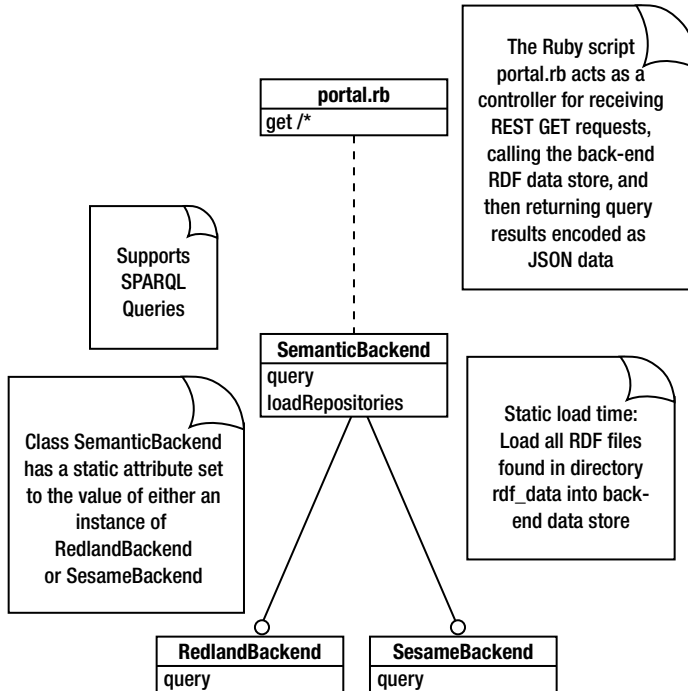 The Ruby script
portal.rb acts as a
controller for receiving
REST GET requests,
calling the back-end
RDF data store, and
then returning query
results encoded as
JSON data
portal.rb
get /*
Supports
SPARQL
Queries
SemanticBackend
query
loadRepositories
Class SemanticBackend
has a static attribute set
to the value of either an
instance of
RedlandBackend
or SesameBackend
Static load time:
Load all RDF files
found in directory
rdf_data into back-
end data store
RedlandBackend
query
SesameBackend
query